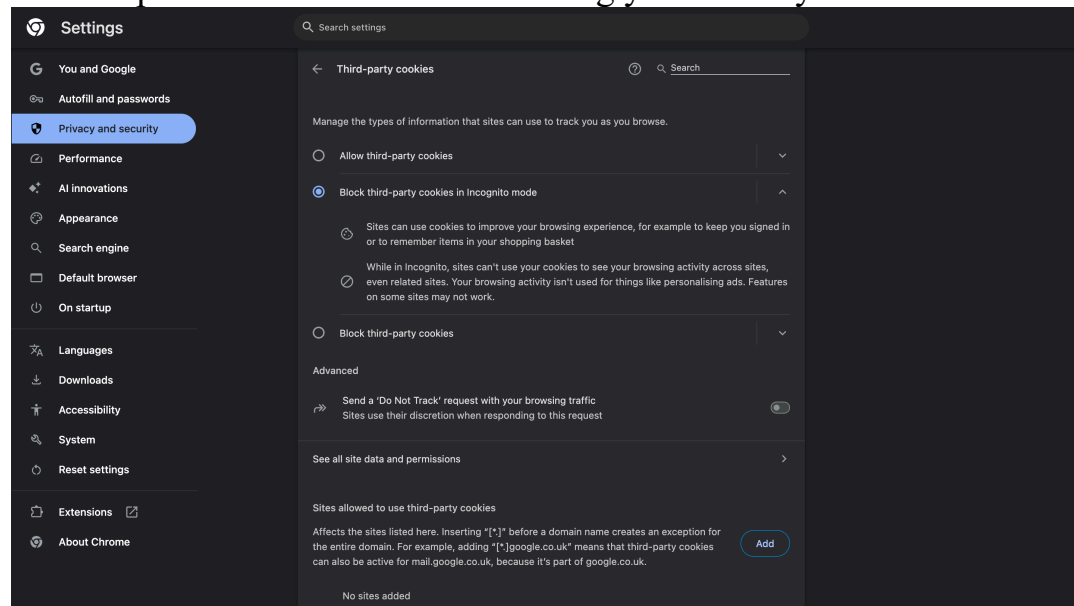 Settings
Search settings
You and Google
Autofill and passwords
Privacy and security
Performance
AI innovations
Appearance
Search engine
Default browser
On startup
Languages
Downloads
Accessibility
System
Reset settings
Extensions
About Chrome
Third-party cookies
Search
Manage the types of information that sites can use to track you as you browse.
Allow third-party cookies
Block third-party cookies in Incognito mode
Sites can use cookies to improve your browsing experience, for example to keep you signed in
or to remember items in your shopping basket
While in Incognito, sites can't use your cookies to see your browsing activity across sites,
even related sites. Your browsing activity isn't used for things like personalising ads. Features
on some sites may not work.
Block third-party cookies
Advanced
Send a 'Do Not Track' request with your browsing traffic
Sites use their discretion when responding to this request
See all site data and permissions
Sites allowed to use third-party cookies
Affects the sites listed here. Inserting "[*.]" before a domain name creates an exception for
the entire domain. For example, adding "[*.]google.co.uk" means that third-party cookies
can also be active for mail.google.co.uk, because it's part of google.co.uk.
Add
No sites added